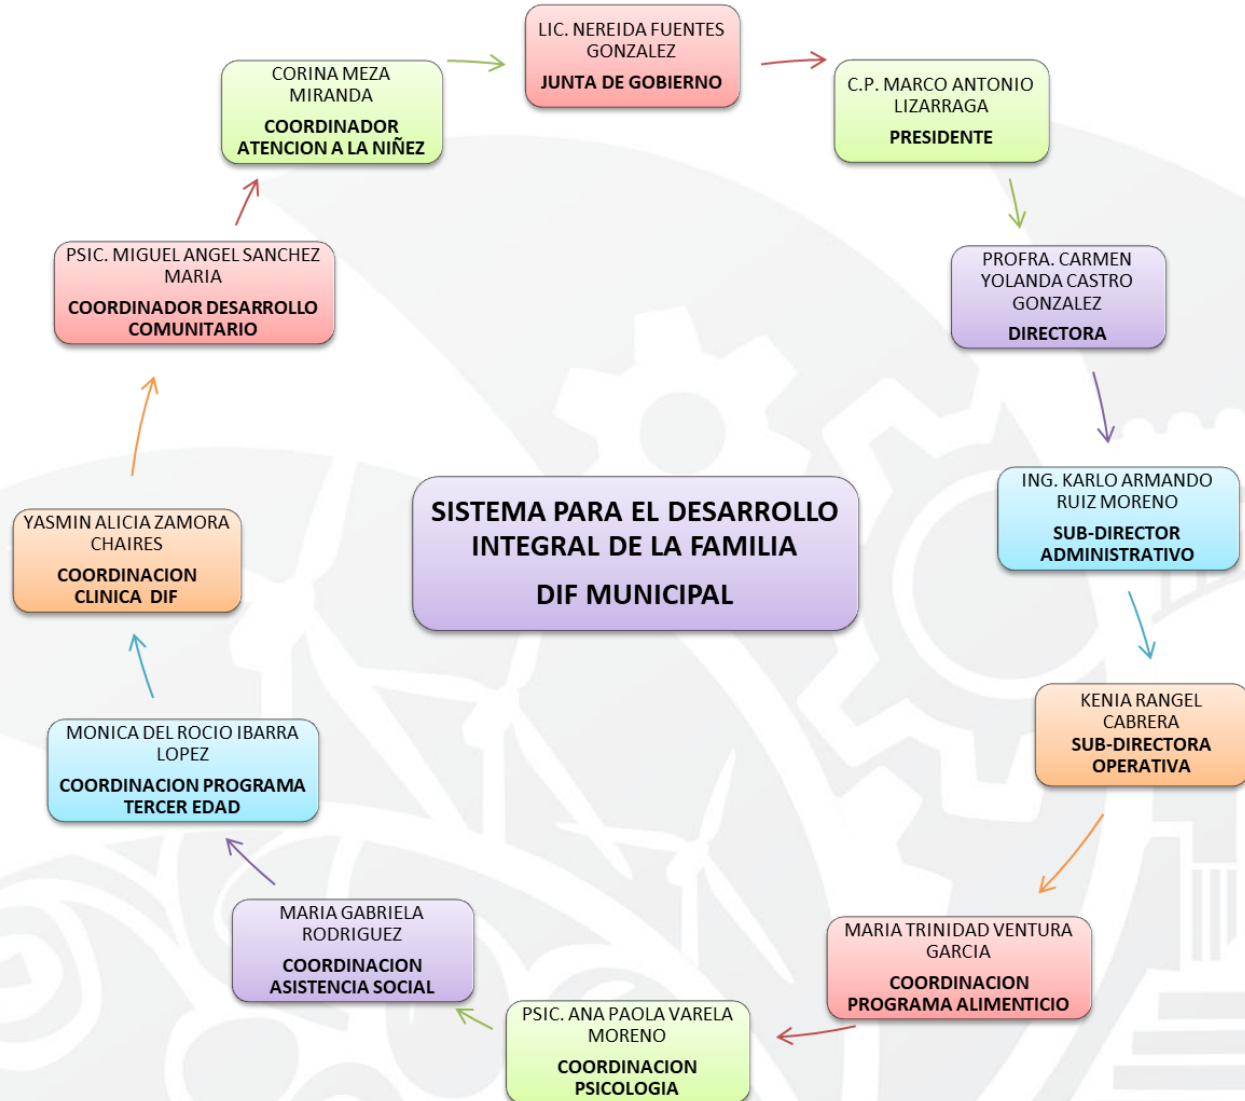 LIC. NEREIDA FUENTES
GONZALEZ
JUNTA DE GOBIERNO
C.P. MARCO ANTONIO
LIZARRAGA
PRESIDENTE
PROFRA. CARMEN
YOLANDA CASTRO
GONZALEZ
DIRECTORA
ING. KARLO ARMANDO
RUIZ MORENO
SUB-DIRECTOR
ADMINISTRATIVO
KENIA RANGEL
CABRERA
SUB-DIRECTORA
OPERATIVA
MARIA TRINIDAD VENTURA
GARCIA
COORDINACION
PROGRAMA ALIMENTICIO
PSIC. ANA PAOLA VARELA
MORENO
COORDINACION
PSICOLOGIA
MARIA GABRIELA
RODRIGUEZ
COORDINACION
ASISTENCIA SOCIAL
MONICA DEL ROCIO IBARRA
LOPEZ
COORDINACION PROGRAMA
TERCER EDAD
YASMIN ALICIA ZAMORA
CHAIRES
COORDINACION
CLINICA DIF
PSIC. MIGUEL ANGEL SANCHEZ
MARIA
COORDINADOR DESARROLLO
COMUNITARIO
CORINA MEZA
MIRANDA
COORDINADOR
ATENCION A LA NIÑEZ
SISTEMA PARA EL DESARROLLO
INTEGRAL DE LA FAMILIA
DIF MUNICIPAL